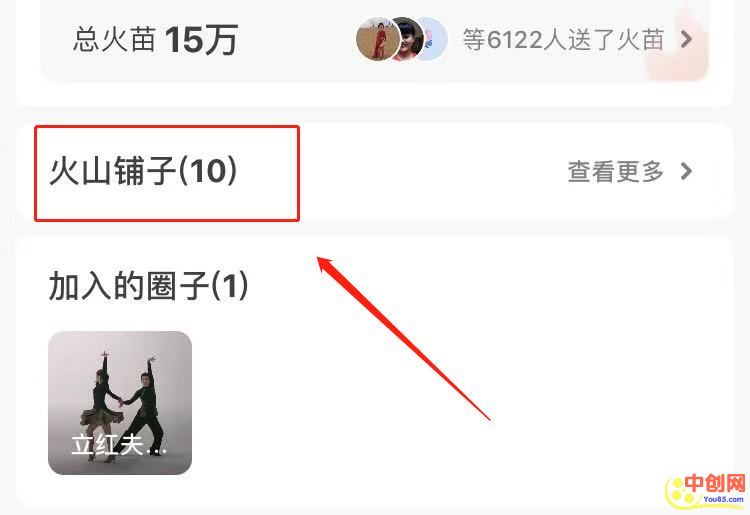 总火苗 15万
等6122人送了火苗
火山铺子(10)
查看更多
加入的圈子(1)
立红夫...
中创网
You85.com